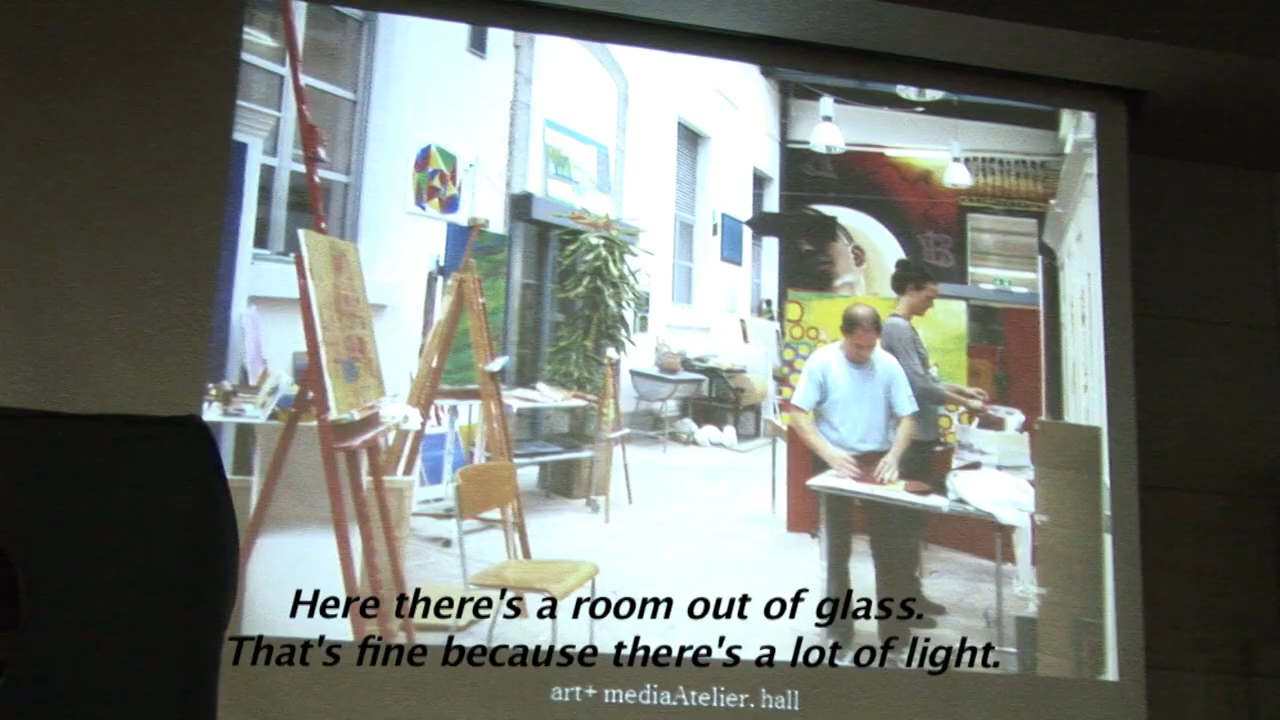 B
Here there's a room out of glass.
That's fine because there's a lot of light.
art+ mediaAtelier. hall